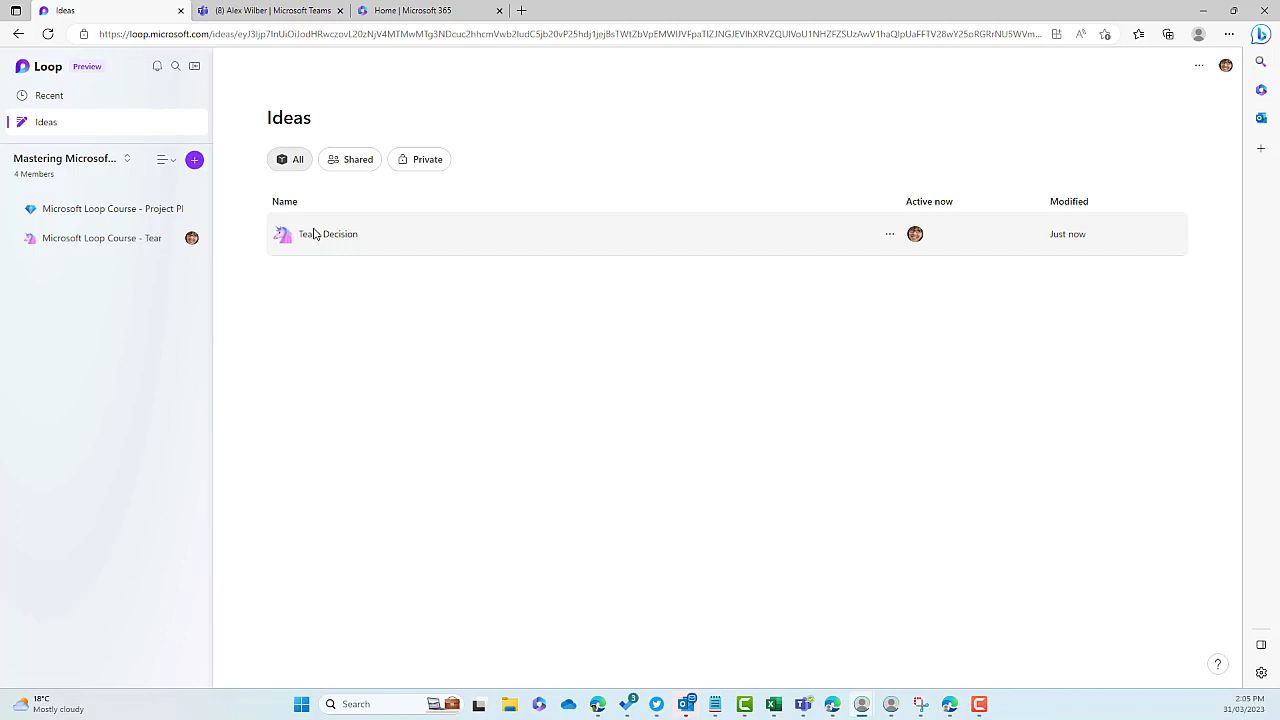 Ideas
(8) Alex Wilber | Microsoft Teams
Home | Microsoft 365
Loop Preview
Recent
Ideas
Mastering Microsof...
4 Members
Microsoft Loop Course - Project Pl
Microsoft Loop Course - Tear
Ideas
All
Shared
Private
Name
Active now
Modified
Team Decision
Just now
?
18°C
Mostly cloudy
Search
3
2:05 PM
31/03/2023